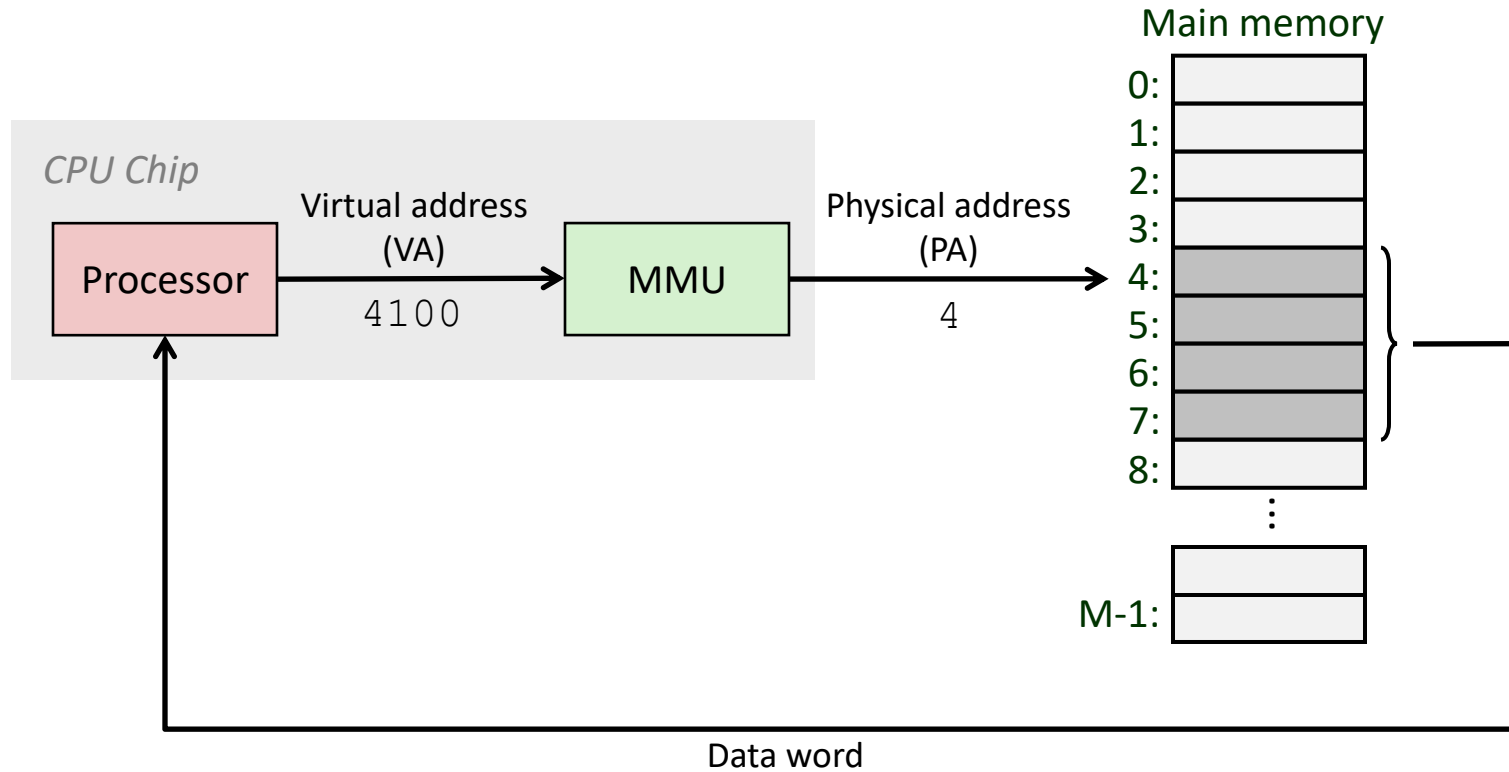 Main memory
0:
1:
2:
3:
4:
5:
6:
7:
8:
⋮
M-1:
CPU Chip
Processor
Virtual address
(VA)
4100
MMU
Physical address
(PA)
4
Data word